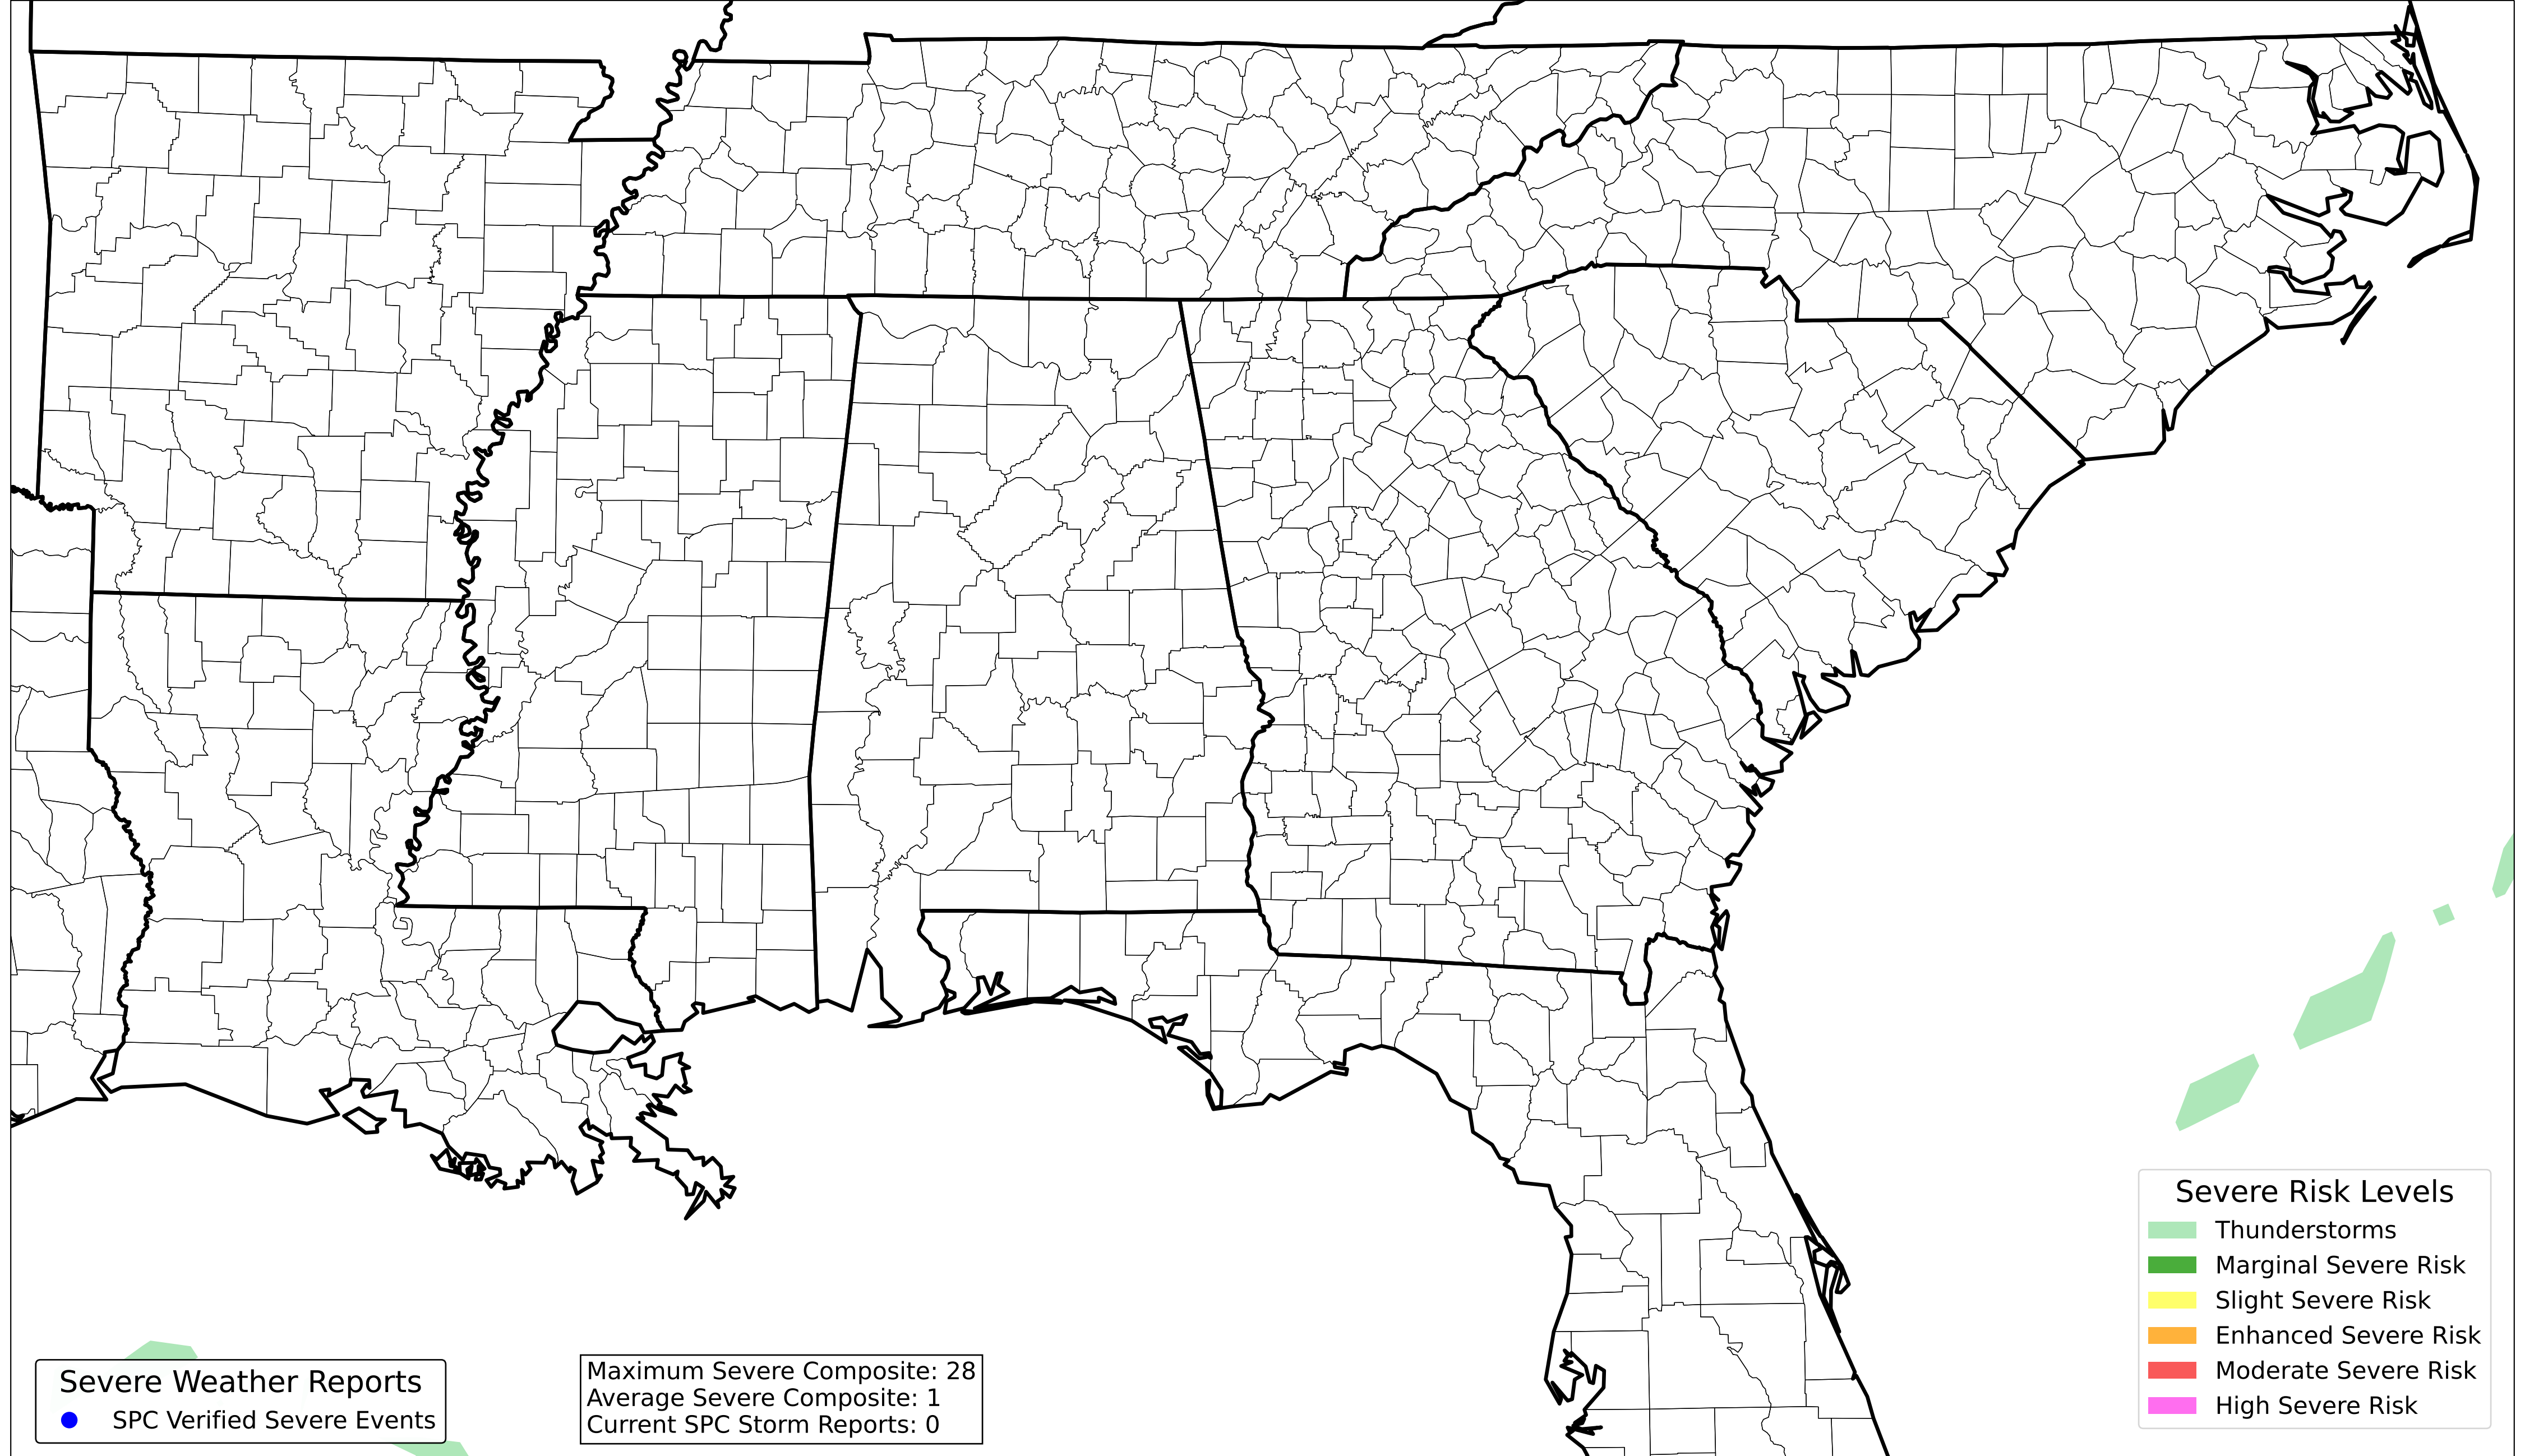 Severe Risk Levels
Thunderstorms
Marginal Severe Risk
Slight Severe Risk
Enhanced Severe Risk
Moderate Severe Risk
High Severe Risk
Severe Weather Reports
SPC Verified Severe Events
Maximum Severe Composite: 28
Average Severe Composite: 1
Current SPC Storm Reports: 0